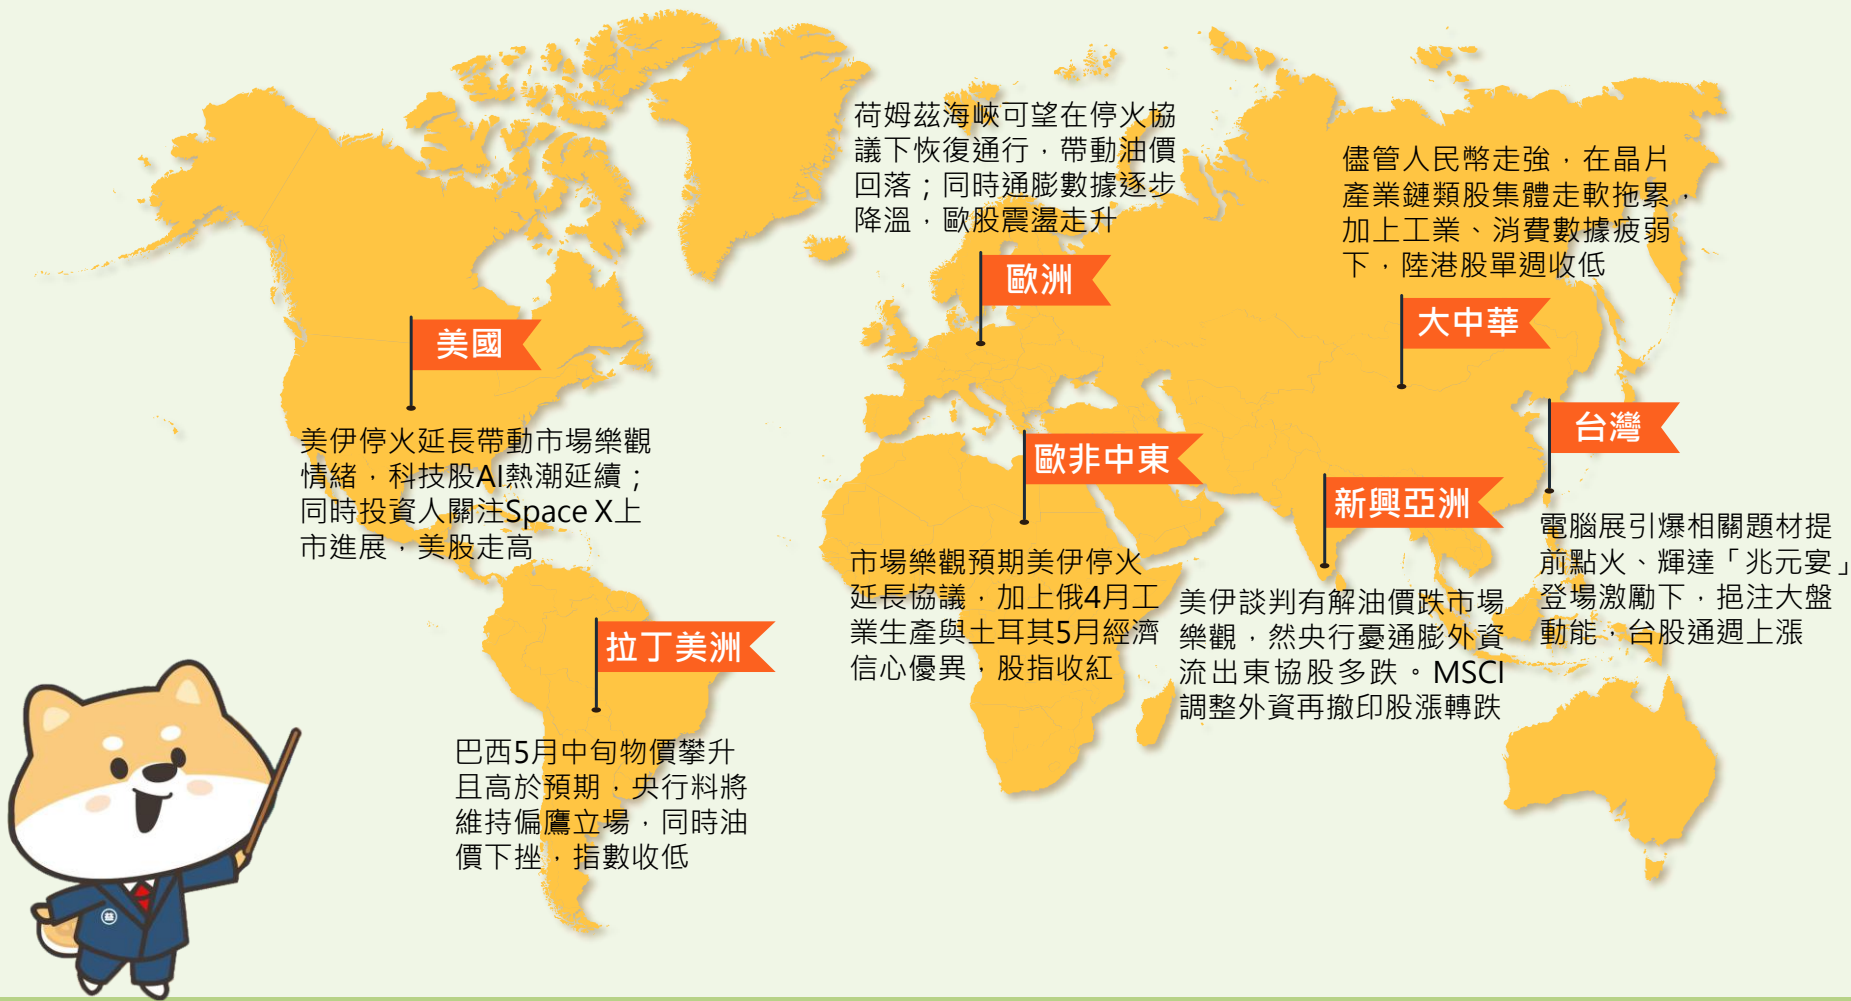 荷姆茲海峽可望在停火協
議下恢復通行，帶動油價
回落；同時通膨數據逐步
降溫，歐股震盪走升
歐洲
儘管人民幣走強，在晶片
產業鏈類股集體走軟拖累，
加上工業、消費數據疲弱
下，陸港股單週收低
大中華
美國
美伊停火延長帶動市場樂觀
情緒，科技股AI熱潮延續；
同時投資人關注Space X上
市進展，美股走高
台灣
電腦展引爆相關題材提
前點火、輝達「兆元宴」
登場激勵下，挹注大盤
動能，台股通週上漲
歐非中東
市場樂觀預期美伊停火
延長協議，加上俄4月工
業生產與土耳其5月經濟
信心優異，股指收紅
新興亞洲
美伊談判有解油價跌市場
樂觀，然央行憂通膨外資
流出東協股多跌。MSCI
調整外資再撤印股漲轉跌
拉丁美洲
巴西5月中旬物價攀升
且高於預期，央行料將
維持偏鷹立場，同時油
價下挫，指數收低